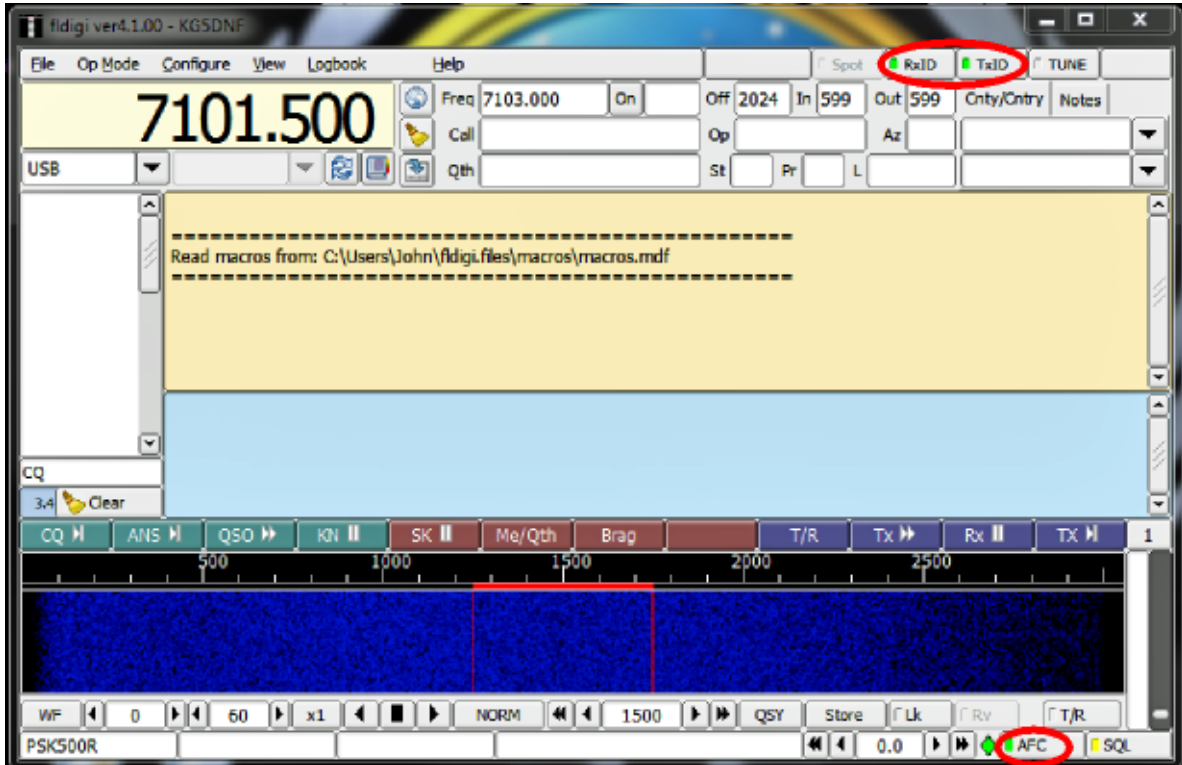 fldigi ver4.1.00 - KG5DNF
File Op Mode Configure View Logbook Help Spot RxID TxID TUNE
7101.500 Freq 7103.000 On Off 2024 In 599 Out 599 Cnty/Cntry Notes
Call Op Az
USB Qth St Pr L
=================================================
Read macros from: C:\Users\John\fldigi.files\macros\macros.mdf
=================================================
CQ
3.4 Clear
CQ ANS QSO KN SK Me/Qth Brag T/R Tx Rx TX 1
500 1000 1500 2000 2500
WF 0 60 x1 NORM 1500 QSY Store Lk Rv T/R
PSK500R 0.0 AFC SQL